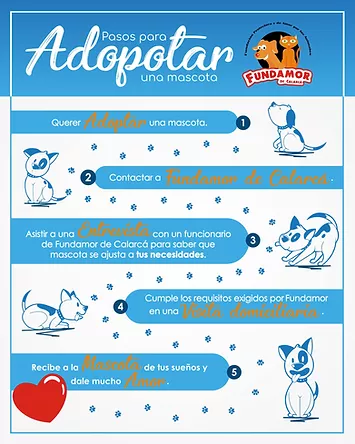 Pasos para
Adopotar
una mascota
FUNDAMOR
DE CALARCÁ
Querer Adoptar una mascota.
1
2
Contactar a Fundamor de Calarcá.
Asistir a una Entrevista con un funcionario
de Fundamor de Calarcá para saber que
mascota se ajusta a tus necesidades.
3
4
Cumple los requisitos exigidos por Fundamor
en una Visita domiciliaria.
Recibe a la Mascota de tus sueños y
dale mucho Amor.
5